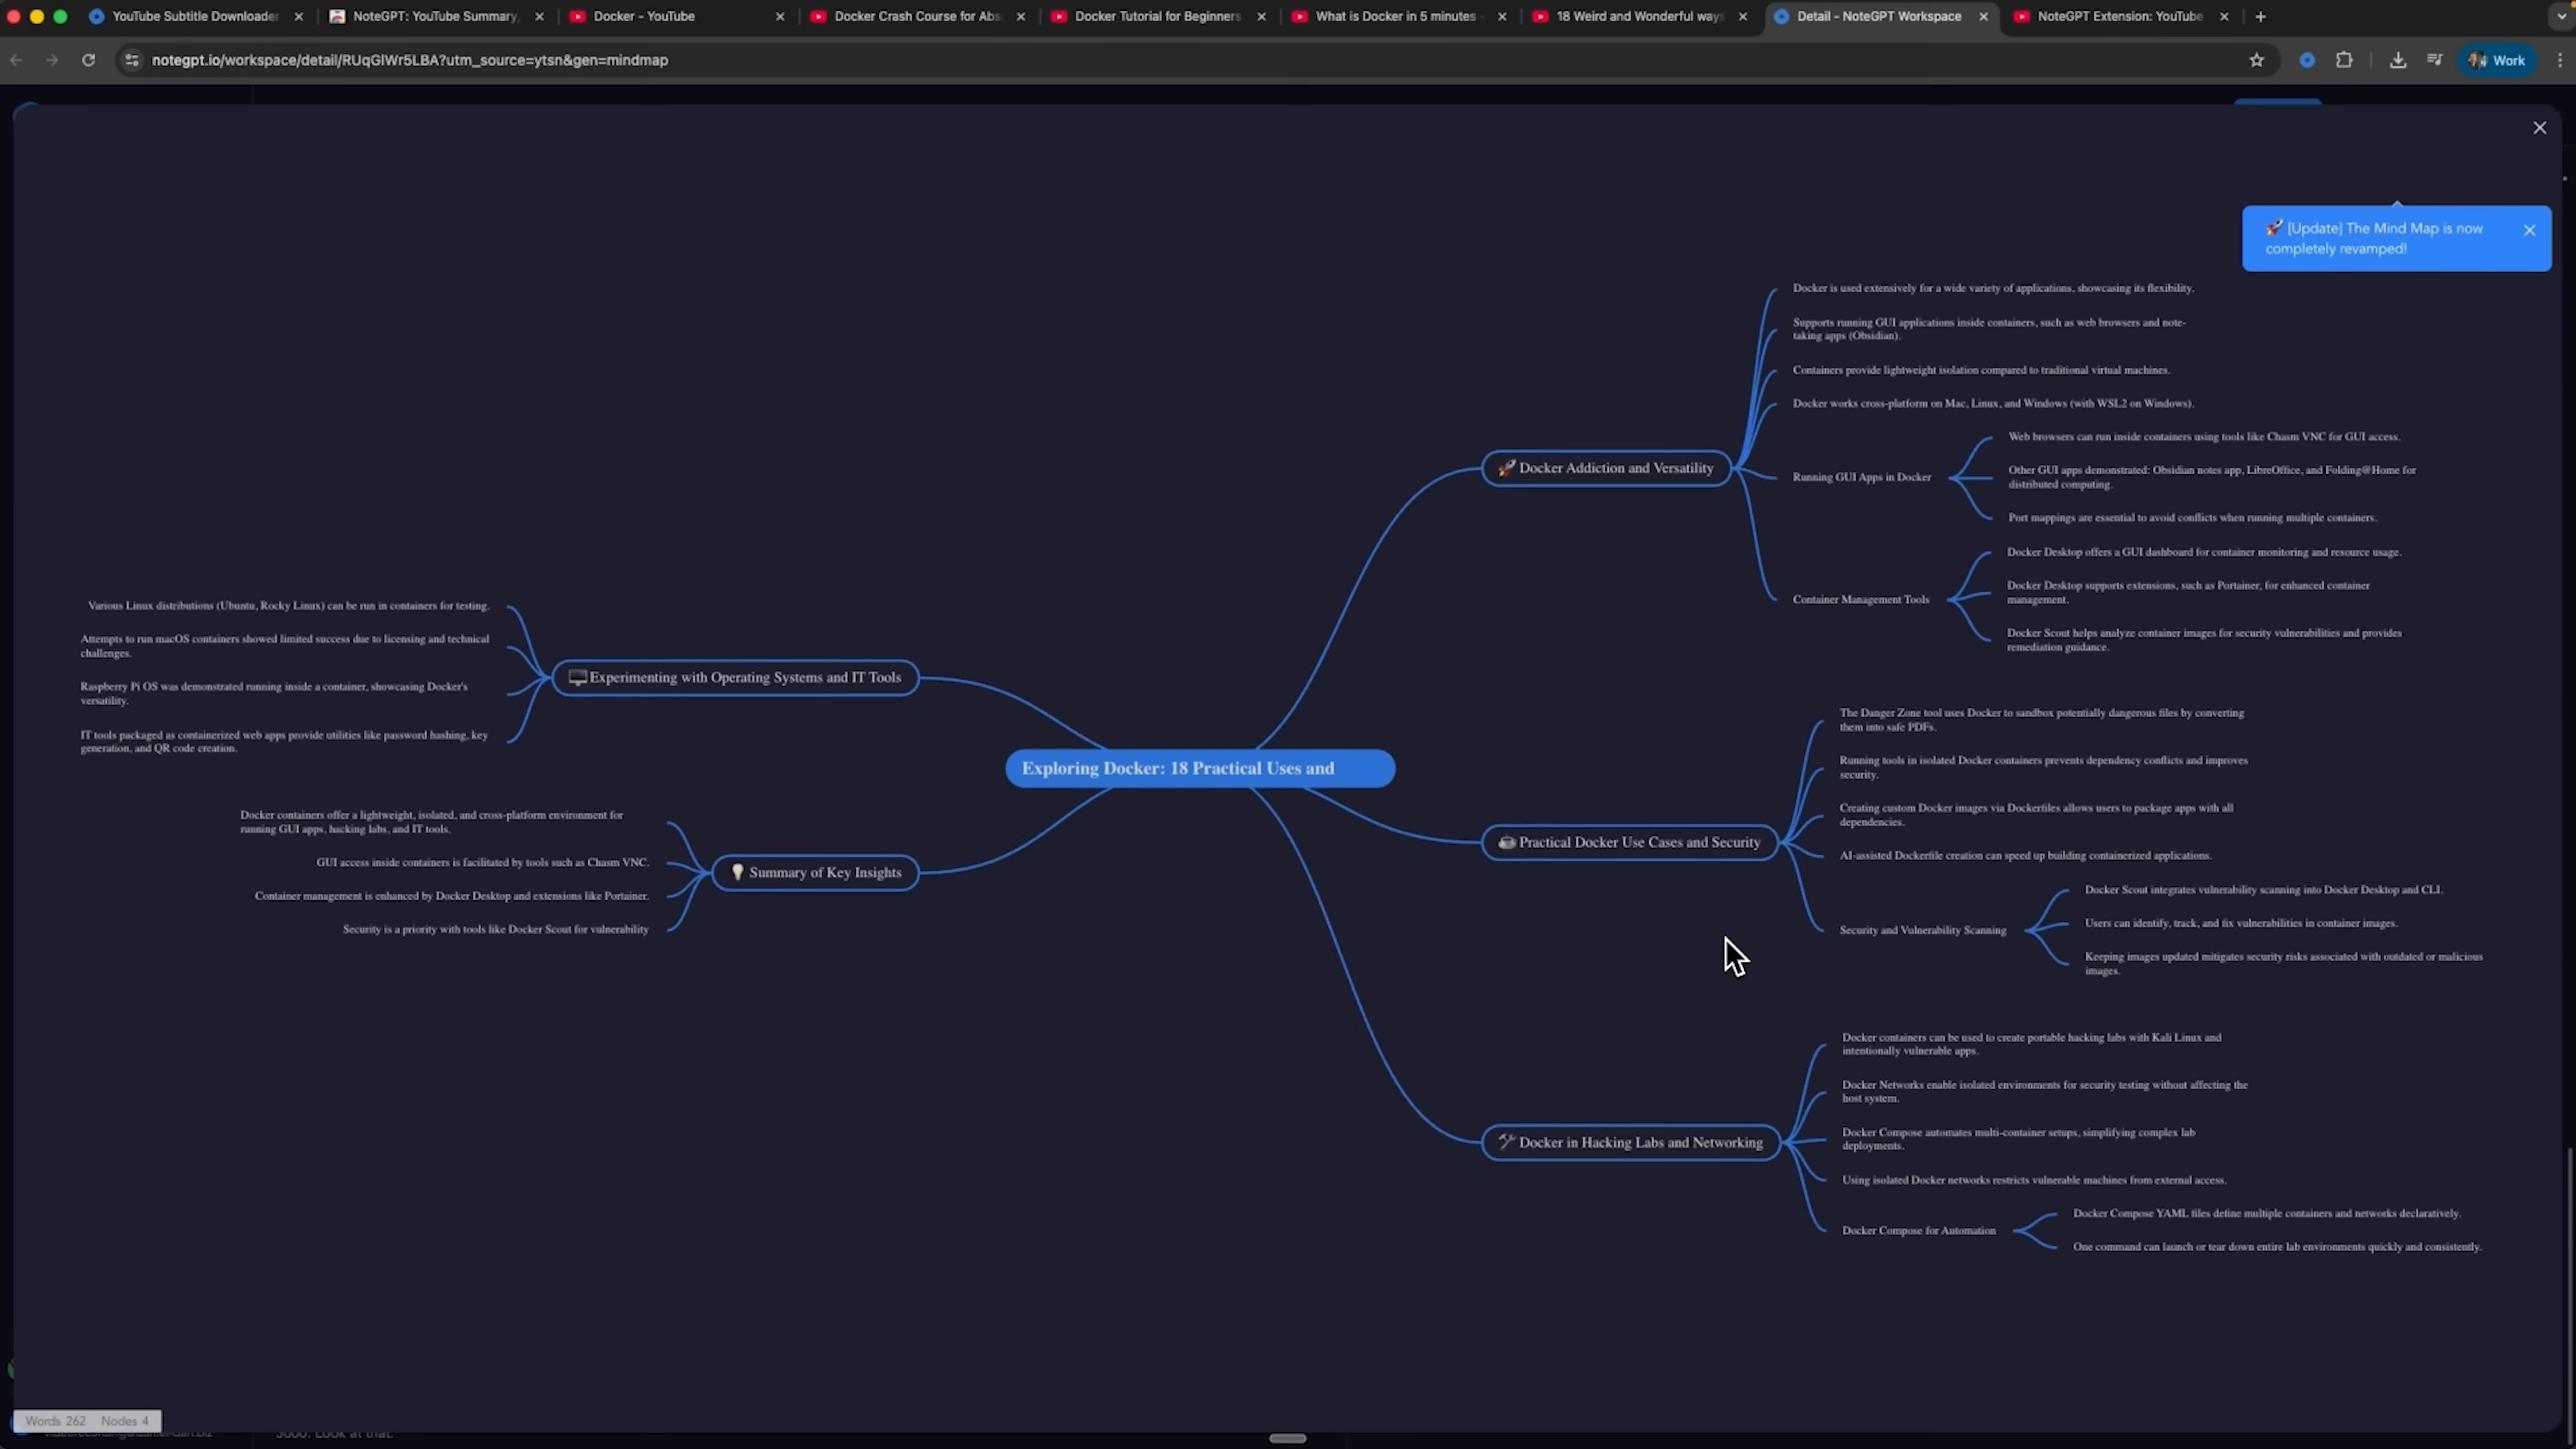 YouTube Subtitle Downloader
NoteGPT: YouTube Summary,
Docker - YouTube
Docker Crash Course for Abs
Docker Tutorial for Beginners
What is Docker in 5 minutes -
18 Weird and Wonderful ways
Detail - NoteGPT Workspace
NoteGPT Extension: YouTube
Work
[Update] The Mind Map is now
completely revamped!
Exploring Docker: 18 Practical Uses and
Docker Addiction and Versatility
Docker is used extensively for a wide variety of applications, showcasing its flexibility.
Supports running GUI applications inside containers, such as web browsers and note-
taking apps (Obsidian).
Containers provide lightweight isolation compared to traditional virtual machines.
Docker works cross-platform on Mac, Linux, and Windows (with WSL2 on Windows).
Running GUI Apps in Docker
Web browsers can run inside containers using tools like Chasm VNC for GUI access.
Other GUI apps demonstrated: Obsidian notes app, LibreOffice, and Folding@Home for
distributed computing.
Port mappings are essential to avoid conflicts when running multiple containers.
Container Management Tools
Docker Desktop offers a GUI dashboard for container monitoring and resource usage.
Docker Desktop supports extensions, such as Portainer, for enhanced container
management.
Docker Scout helps analyze container images for security vulnerabilities and provides
remediation guidance.
Practical Docker Use Cases and Security
The Danger Zone tool uses Docker to sandbox potentially dangerous files by converting
them into safe PDFs.
Running tools in isolated Docker containers prevents dependency conflicts and improves
security.
Creating custom Docker images via Dockerfiles allows users to package apps with all
dependencies.
AI-assisted Dockerfile creation can speed up building containerized applications.
Security and Vulnerability Scanning
Docker Scout integrates vulnerability scanning into Docker Desktop and CLI.
Users can identify, track, and fix vulnerabilities in container images.
Keeping images updated mitigates security risks associated with outdated or malicious
images.
Docker in Hacking Labs and Networking
Docker containers can be used to create portable hacking labs with Kali Linux and
intentionally vulnerable apps.
Docker Networks enable isolated environments for security testing without affecting the
host system.
Docker Compose automates multi-container setups, simplifying complex lab
deployments.
Using isolated Docker networks restricts vulnerable machines from external access.
Docker Compose for Automation
Docker Compose YAML files define multiple containers and networks declaratively.
One command can launch or tear down entire lab environments quickly and consistently.
Experimenting with Operating Systems and IT Tools
Various Linux distributions (Ubuntu, Rocky Linux) can be run in containers for testing.
Attempts to run macOS containers showed limited success due to licensing and technical
challenges.
Raspberry Pi OS was demonstrated running inside a container, showcasing Docker's
versatility.
IT tools packaged as containerized web apps provide utilities like password hashing, key
generation, and QR code creation.
Summary of Key Insights
Docker containers offer a lightweight, isolated, and cross-platform environment for
running GUI apps, hacking labs, and IT tools.
GUI access inside containers is facilitated by tools such as Chasm VNC.
Container management is enhanced by Docker Desktop and extensions like Portainer.
Security is a priority with tools like Docker Scout for vulnerability
Words 262 Nodes 4
3000. Look at that.